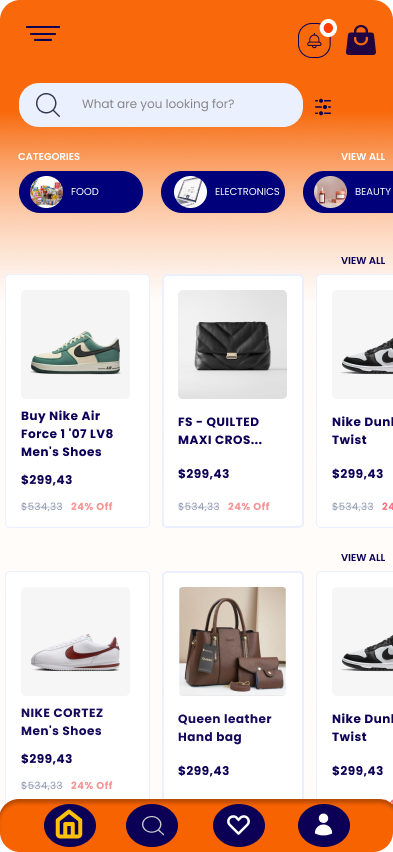 What are you looking for?
CATEGORIES
VIEW ALL
FOOD
ELECTRONICS
BEAUTY
VIEW ALL
Buy Nike Air
Force 1 '07 LV8
Men's Shoes
$299,43
$534,33 24% Off
FS - QUILTED
MAXI CROS...
$299,43
$534,33 24% Off
Nike Dun
Twist
$299,43
$534,33 24
VIEW ALL
NIKE CORTEZ
Men's Shoes
$299,43
$534,33 24% Off
Queen leather
Hand bag
$299,43
Nike Dun
Twist
$299,43